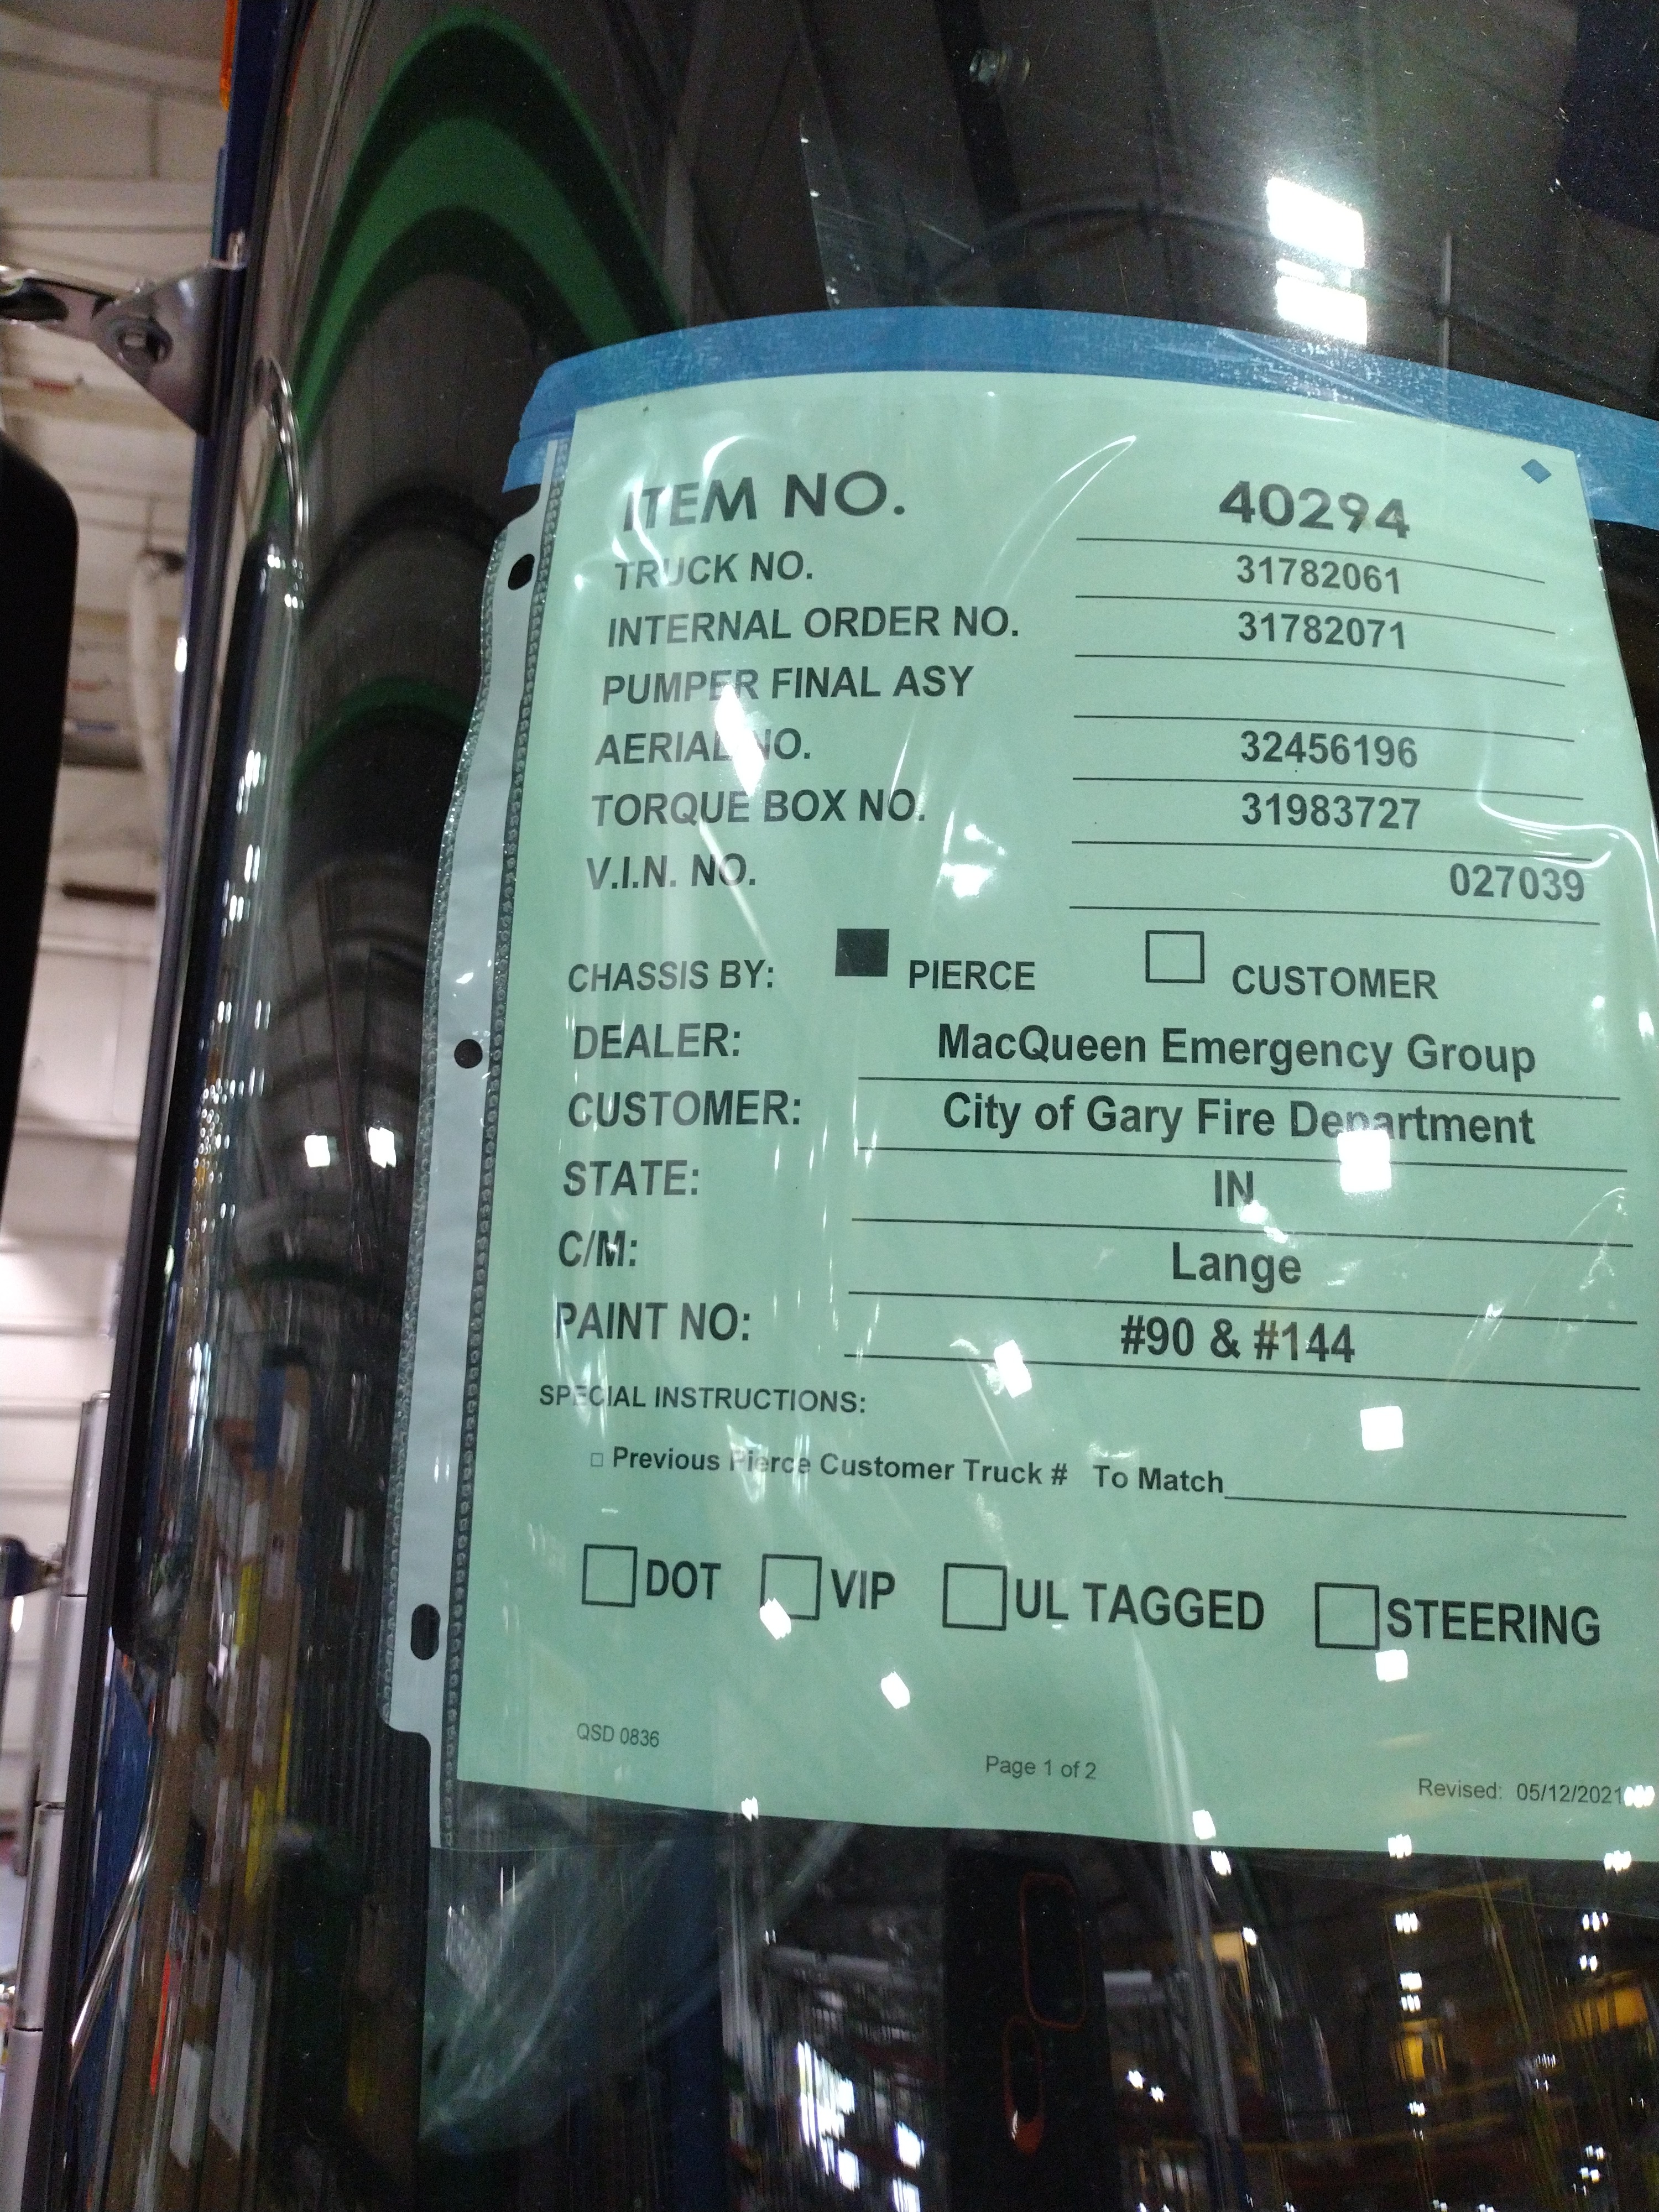 ITEM NO. 40294
TRUCK NO. 31782061
INTERNAL ORDER NO. 31782071
PUMPER FINAL ASY
AERIAL NO. 32456196
TORQUE BOX NO. 31983727
V.I.N. NO. 027039
CHASSIS BY: PIERCE CUSTOMER
DEALER: MacQueen Emergency Group
CUSTOMER: City of Gary Fire Department
STATE: IN
C/M: Lange
PAINT NO: #90 & #144
SPECIAL INSTRUCTIONS:
Previous Pierce Customer Truck # To Match
DOT VIP UL TAGGED STEERING
QSD 0836 Page 1 of 2 Revised: 05/12/2021